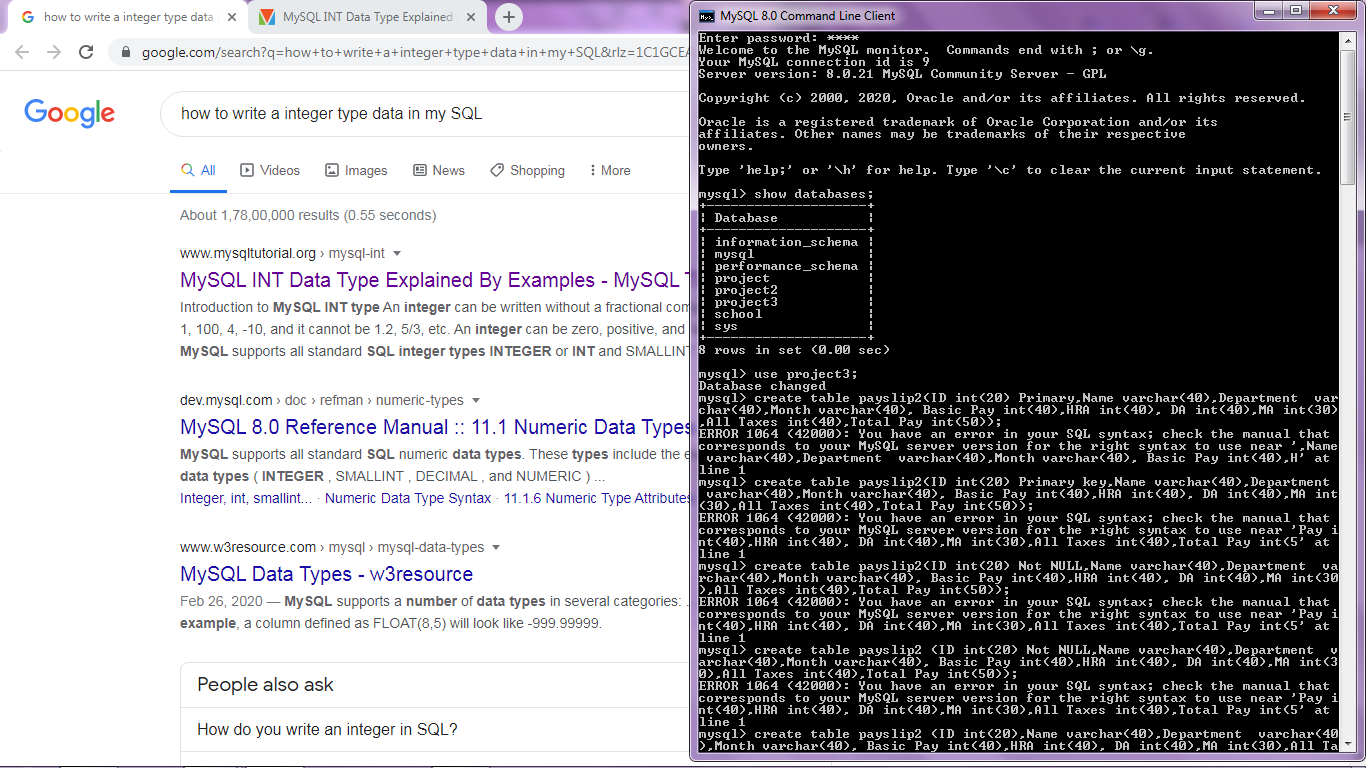 how to write a integer type data
MySQL INT Data Type Explained
google.com/search?q=how+to+write+a+integer+type+data+in+my+SQL&rlz=1C1GCEA
Google
how to write a integer type data in my SQL
All
Videos
Images
News
Shopping
More
About 1,78,00,000 results (0.55 seconds)
www.mysqltutorial.org › mysql-int
MySQL INT Data Type Explained By Examples - MySQL T
Introduction to MySQL INT type An integer can be written without a fractional com
1, 100, 4, -10, and it cannot be 1.2, 5/3, etc. An integer can be zero, positive, and
MySQL supports all standard SQL integer types INTEGER or INT and SMALLINT
dev.mysql.com › doc › refman › numeric-types
MySQL 8.0 Reference Manual :: 11.1 Numeric Data Types
MySQL supports all standard SQL numeric data types. These types include the e
data types ( INTEGER , SMALLINT , DECIMAL , and NUMERIC ) ...
Integer, int, smallint... · Numeric Data Type Syntax · 11.1.6 Numeric Type Attributes
www.w3resource.com › mysql › mysql-data-types
MySQL Data Types - w3resource
Feb 26, 2020 — MySQL supports a number of data types in several categories: .
example, a column defined as FLOAT(8,5) will look like -999.99999.
People also ask
How do you write an integer in SQL?
MySQL 8.0 Command Line Client
Enter password: ****
Welcome to the MySQL monitor.  Commands end with ; or \g.
Your MySQL connection id is 9
Server version: 8.0.21 MySQL Community Server - GPL
Copyright (c) 2000, 2020, Oracle and/or its affiliates. All rights reserved.
Oracle is a registered trademark of Oracle Corporation and/or its
affiliates. Other names may be trademarks of their respective
owners.
Type 'help;' or '\h' for help. Type '\c' to clear the current input statement.
mysql> show databases;
+--------------------+
| Database           |
+--------------------+
| information_schema |
| mysql              |
| performance_schema |
| project            |
| project2           |
| project3           |
| school             |
| sys                |
+--------------------+
8 rows in set (0.00 sec)
mysql> use project3;
Database changed
mysql> create table payslip2(ID int(20) Primary,Name varchar(40),Department  var
char(40),Month varchar(40), Basic Pay int(40),HRA int(40), DA int(40),MA int(30)
,All Taxes int(40),Total Pay int(50));
ERROR 1064 (42000): You have an error in your SQL syntax; check the manual that
corresponds to your MySQL server version for the right syntax to use near ',Name
 varchar(40),Department  varchar(40),Month varchar(40), Basic Pay int(40),H' at
line 1
mysql> create table payslip2(ID int(20) Primary key,Name varchar(40),Department
 varchar(40),Month varchar(40), Basic Pay int(40),HRA int(40), DA int(40),MA int
(30),All Taxes int(40),Total Pay int(50));
ERROR 1064 (42000): You have an error in your SQL syntax; check the manual that
corresponds to your MySQL server version for the right syntax to use near 'Pay i
nt(40),HRA int(40), DA int(40),MA int(30),All Taxes int(40),Total Pay int(5' at
line 1
mysql> create table payslip2(ID int(20) Not NULL,Name varchar(40),Department  va
rchar(40),Month varchar(40), Basic Pay int(40),HRA int(40), DA int(40),MA int(30
),All Taxes int(40),Total Pay int(50));
ERROR 1064 (42000): You have an error in your SQL syntax; check the manual that
corresponds to your MySQL server version for the right syntax to use near 'Pay i
nt(40),HRA int(40), DA int(40),MA int(30),All Taxes int(40),Total Pay int(5' at
line 1
mysql> create table payslip2 (ID int(20) Not NULL,Name varchar(40),Department  v
archar(40),Month varchar(40), Basic Pay int(40),HRA int(40), DA int(40),MA int(3
0),All Taxes int(40),Total Pay int(50));
ERROR 1064 (42000): You have an error in your SQL syntax; check the manual that
corresponds to your MySQL server version for the right syntax to use near 'Pay i
nt(40),HRA int(40), DA int(40),MA int(30),All Taxes int(40),Total Pay int(5' at
line 1
mysql> create table payslip2 (ID int(20),Name varchar(40),Department  varchar(40
),Month varchar(40), Basic Pay int(40),HRA int(40), DA int(40),MA int(30),All Ta